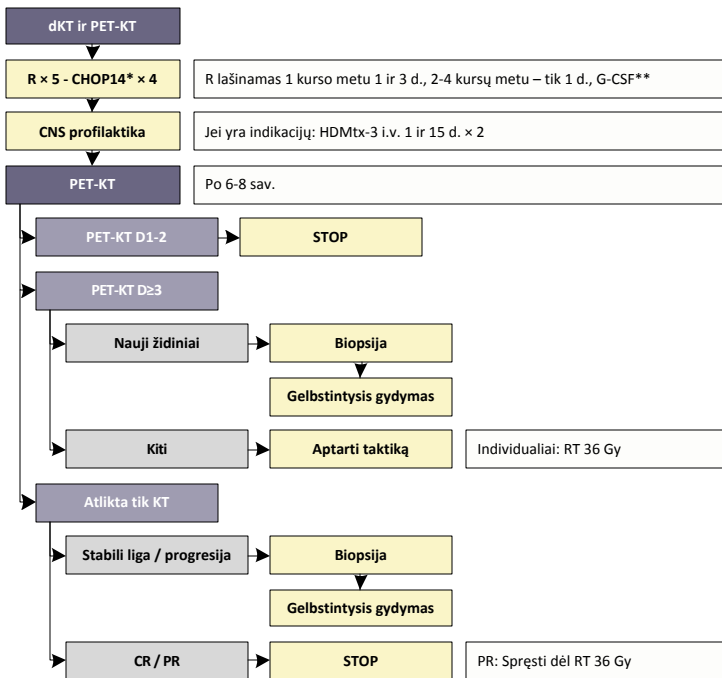 dKT ir PET-KT
R × 5 - CHOP14* × 4
R lašinamas 1 kurso metu 1 ir 3 d., 2-4 kursų metu – tik 1 d., G-CSF**
CNS profilaktika
Jei yra indikacijų: HDMtx-3 i.v. 1 ir 15 d. × 2
PET-KT
Po 6-8 sav.
PET-KT D1-2
STOP
PET-KT D≥3
Nauji židiniai
Biopsija
Gelbstintysis gydymas
Kiti
Aptarti taktiką
Individualiai: RT 36 Gy
Atlikta tik KT
Stabili liga / progresija
Biopsija
Gelbstintysis gydymas
CR / PR
STOP
PR: Spręsti dėl RT 36 Gy